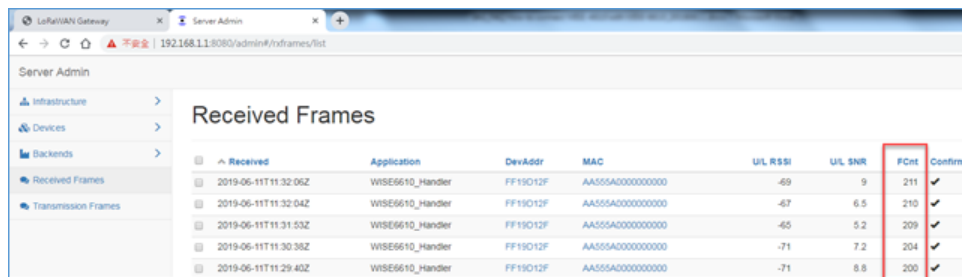 LoRaWAN Gateway
Server Admin
不安全 | 192.168.1.1:8080/admin#/rxframes/list
Server Admin
Infrastructure
Devices
Backends
Received Frames
Transmission Frames
Received Frames
Received Application DevAddr MAC U/L RSSI U/L SNR FCnt Confirm
2019-06-11T11:32:06Z WISE6610_Handler FF19D12F AA555A0000000000 -69 9 211
2019-06-11T11:32:04Z WISE6610_Handler FF19D12F AA555A0000000000 -67 6.5 210
2019-06-11T11:31:53Z WISE6610_Handler FF19D12F AA555A0000000000 -65 5.2 209
2019-06-11T11:30:38Z WISE6610_Handler FF19D12F AA555A0000000000 -71 7.2 204
2019-06-11T11:29:40Z WISE6610_Handler FF19D12F AA555A0000000000 -71 8.8 200